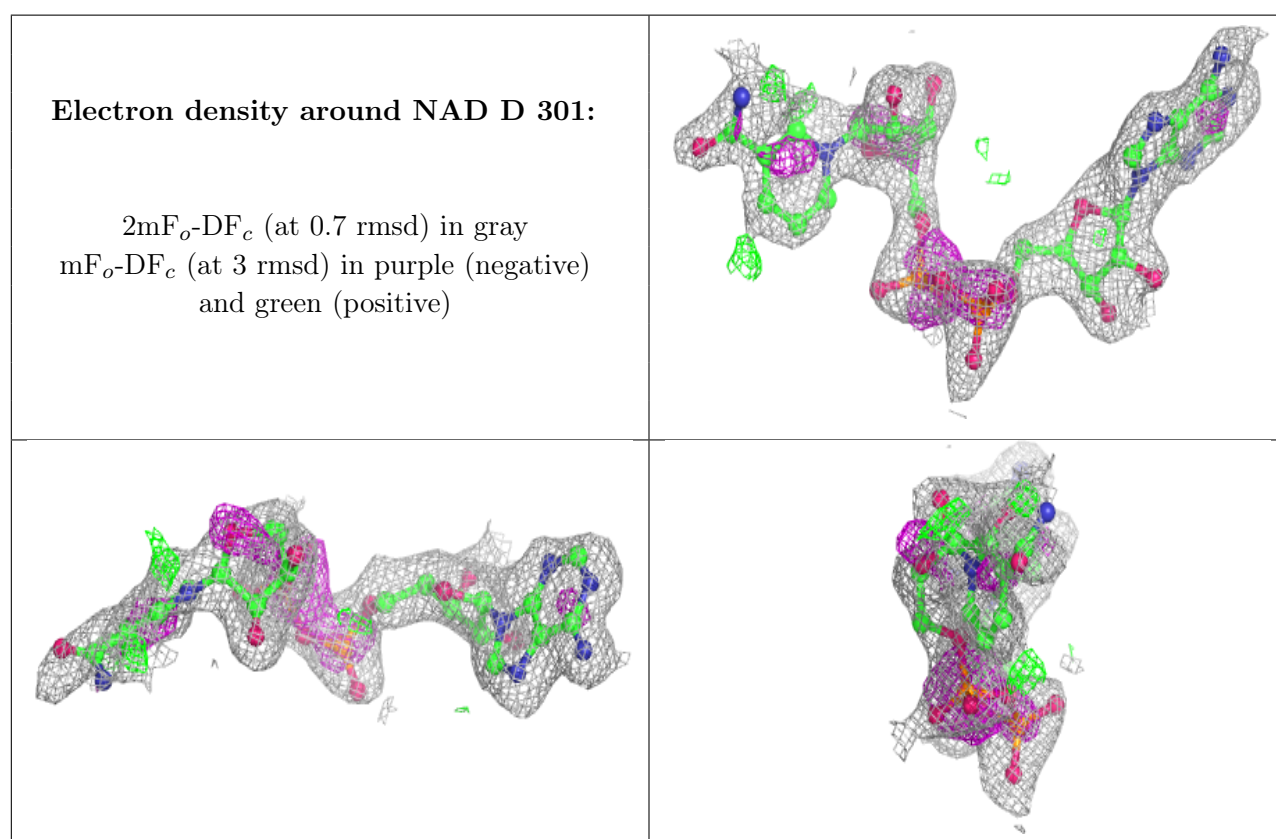 Electron density around NAD D 301:
2mFₒ-DF𝒸 (at 0.7 rmsd) in gray
mFₒ-DF𝒸 (at 3 rmsd) in purple (negative)
and green (positive)